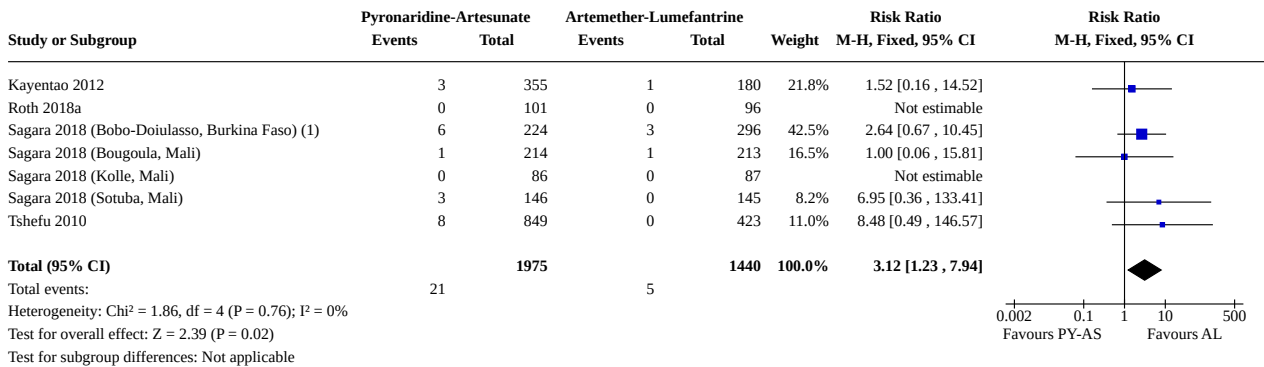 Pyronaridine-Artesunate Artemether-Lumefantrine Risk Ratio Risk Ratio
Study or Subgroup Events Total Events Total Weight M-H, Fixed, 95% CI M-H, Fixed, 95% CI
Kayentao 2012 3 355 1 180 21.8% 1.52 [0.16 , 14.52]
Roth 2018a 0 101 0 96 Not estimable
Sagara 2018 (Bobo-Doiulasso, Burkina Faso) (1) 6 224 3 296 42.5% 2.64 [0.67 , 10.45]
Sagara 2018 (Bougoula, Mali) 1 214 1 213 16.5% 1.00 [0.06 , 15.81]
Sagara 2018 (Kolle, Mali) 0 86 0 87 Not estimable
Sagara 2018 (Sotuba, Mali) 3 146 0 145 8.2% 6.95 [0.36 , 133.41]
Tshefu 2010 8 849 0 423 11.0% 8.48 [0.49 , 146.57]
Total (95% CI) 1975 1440 100.0% 3.12 [1.23 , 7.94]
Total events: 21 5
Heterogeneity: Chi² = 1.86, df = 4 (P = 0.76); I² = 0%
Test for overall effect: Z = 2.39 (P = 0.02)
Test for subgroup differences: Not applicable
0.002 0.1 1 10 500
Favours PY-AS Favours AL